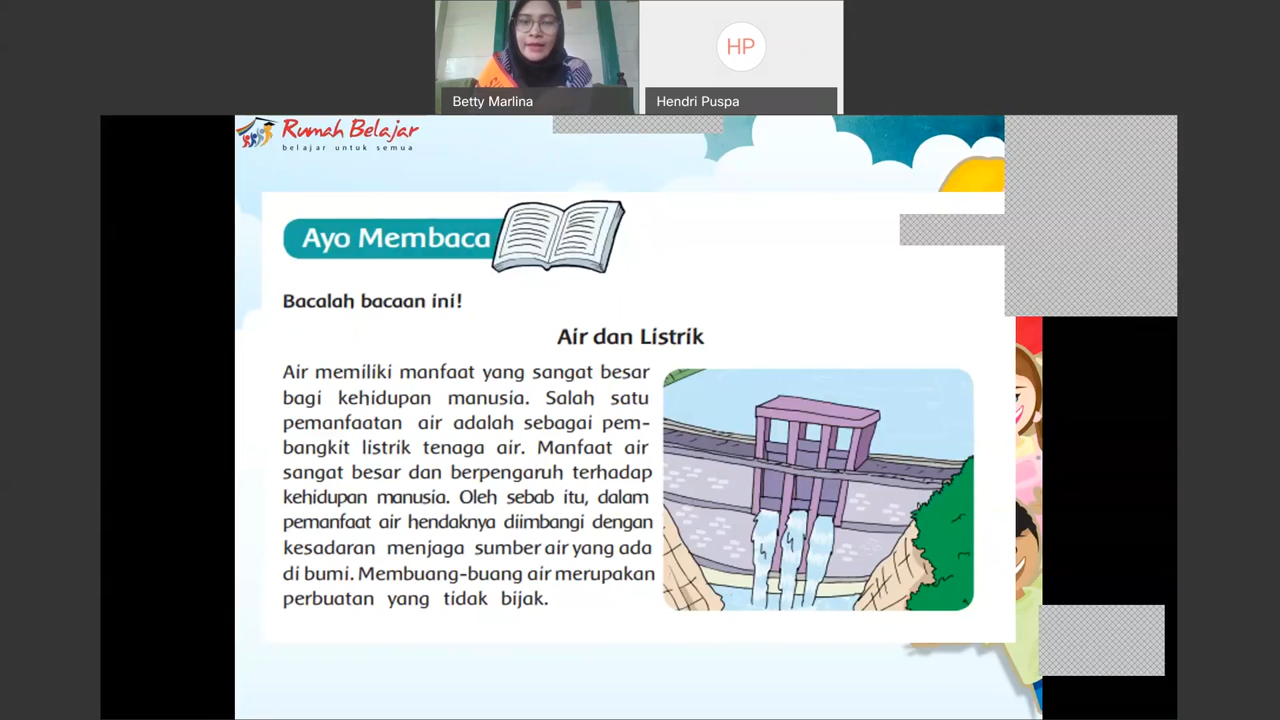 HP
Betty Marlina
Hendri Puspa
Rumah Belajar
belajar untuk semua
Ayo Membaca
Bacalah bacaan ini!
Air dan Listrik
Air memiliki manfaat yang sangat besar
bagi kehidupan manusia. Salah satu
pemanfaatan air adalah sebagai pem-
bangkit listrik tenaga air. Manfaat air
sangat besar dan berpengaruh terhadap
kehidupan manusia. Oleh sebab itu, dalam
pemanfaat air hendaknya diimbangi dengan
kesadaran menjaga sumber air yang ada
di bumi. Membuang-buang air merupakan
perbuatan yang tidak bijak.